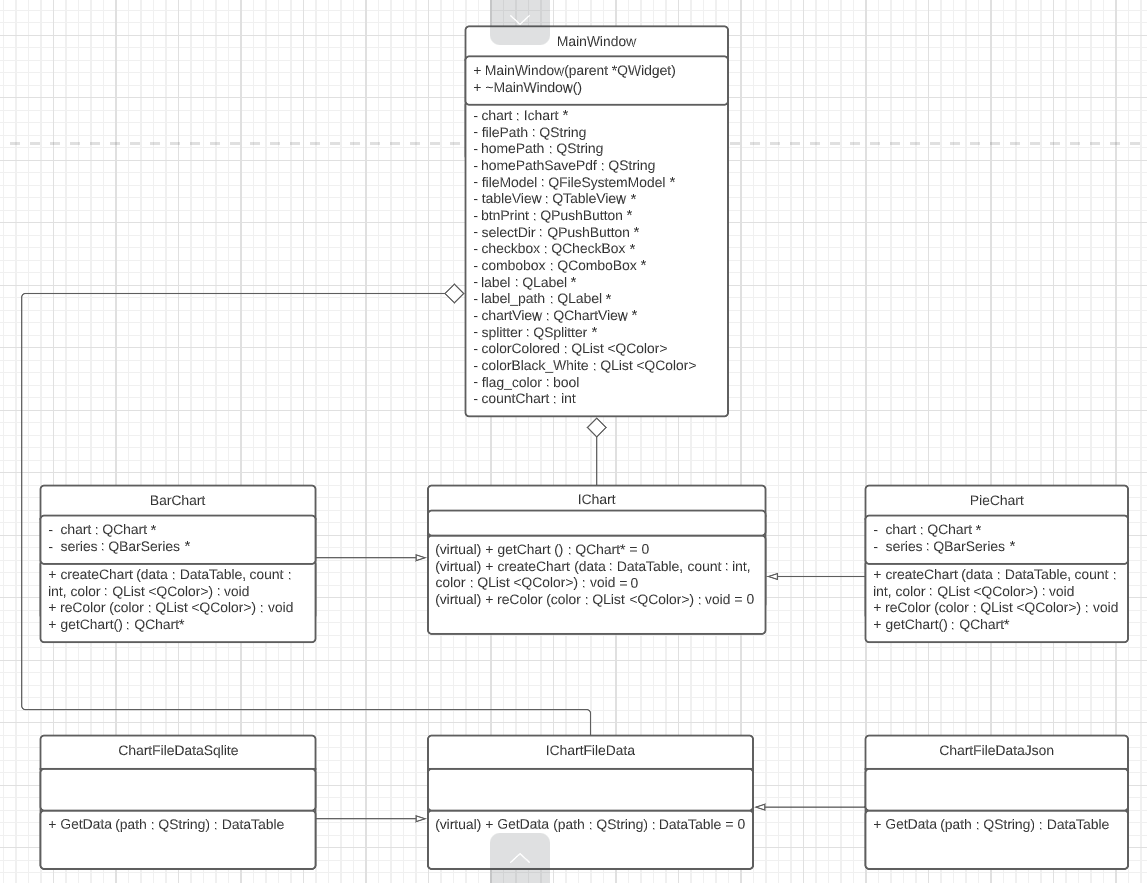 MainWindow
+ MainWindow(parent *QWidget)
+ ~MainWindow()
- chart : Ichart *
- filePath : QString
- homePath : QString
- homePathSavePdf : QString
- fileModel : QFileSystemModel *
- tableView : QTableView *
- btnPrint : QPushButton *
- selectDir : QPushButton *
- checkbox : QCheckBox *
- combobox : QComboBox *
- label : QLabel *
- label_path : QLabel *
- chartView : QChartView *
- splitter : QSplitter *
- colorColored : QList <QColor>
- colorBlack_White : QList <QColor>
- flag_color : bool
- countChart : int
BarChart
- chart : QChart *
- series : QBarSeries *
+ createChart (data : DataTable, count :
int, color : QList <QColor>) : void
+ reColor (color : QList <QColor>) : void
+ getChart() : QChart*
IChart
(virtual) + getChart () : QChart* = 0
(virtual) + createChart (data : DataTable, count : int,
color : QList <QColor>) : void = 0
(virtual) + reColor (color : QList <QColor>) : void = 0
PieChart
- chart : QChart *
- series : QBarSeries *
+ createChart (data : DataTable, count :
int, color : QList <QColor>) : void
+ reColor (color : QList <QColor>) : void
+ getChart() : QChart*
ChartFileDataSqlite
+ GetData (path : QString) : DataTable
IChartFileData
(virtual) + GetData (path : QString) : DataTable = 0
ChartFileDataJson
+ GetData (path : QString) : DataTable